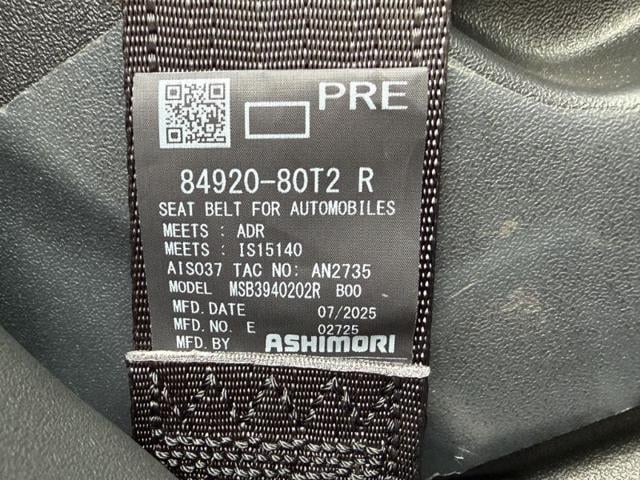 PRE
84920-80T2 R
SEAT BELT FOR AUTOMOBILES
MEETS : ADR
MEETS : IS15140
AIS037 TAC NO: AN2735
MODEL MSB3940202R B00
MFD. DATE 07/2025
MFD. NO. E 02725
MFD. BY ASHIMORI